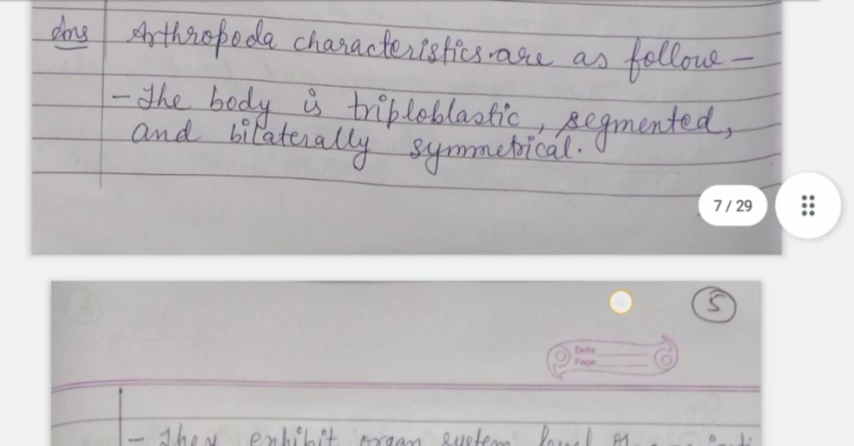 Ans Arthropoda characteristics are as follow -
- The body is triploblastic, segmented,
and bilaterally symmetrical.
7 / 29
5
Date
Page
- They exhibit organ system level of